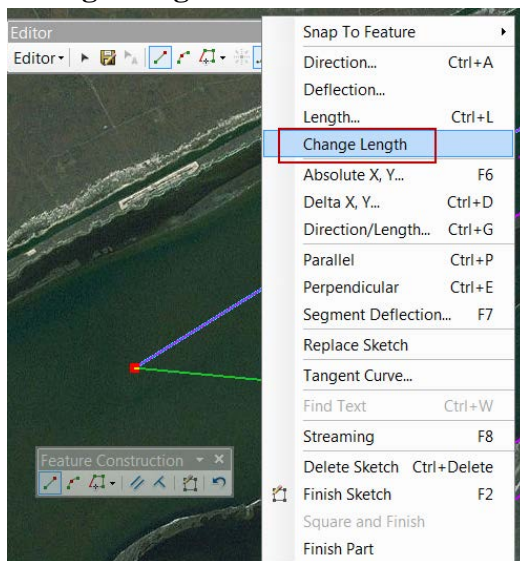 Editor
Editor
Snap To Feature
Direction... Ctrl+A
Deflection...
Length... Ctrl+L
Change Length
Absolute X, Y... F6
Delta X, Y... Ctrl+D
Direction/Length... Ctrl+G
Parallel Ctrl+P
Perpendicular Ctrl+E
Segment Deflection... F7
Replace Sketch
Tangent Curve...
Find Text Ctrl+W
Streaming F8
Feature Construction
Delete Sketch Ctrl+Delete
Finish Sketch F2
Square and Finish
Finish Part